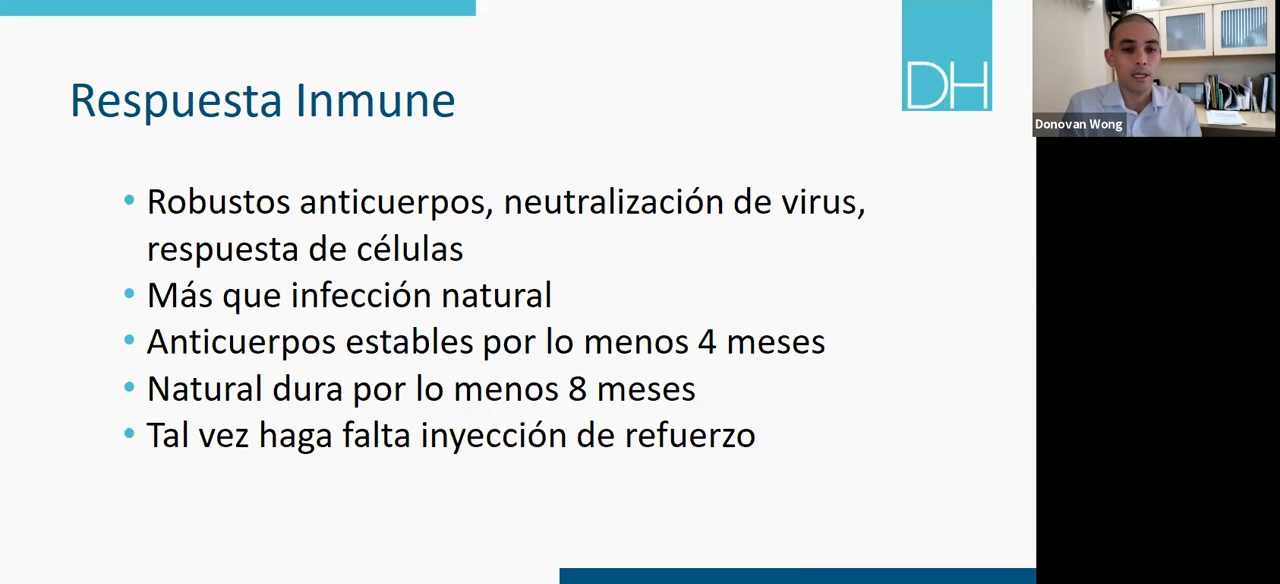 DH
Respuesta Inmune
Donovan Wong
• Robustos anticuerpos, neutralización de virus,
respuesta de células
• Más que infección natural
• Anticuerpos estables por lo menos 4 meses
• Natural dura por lo menos 8 meses
• Tal vez haga falta inyección de refuerzo